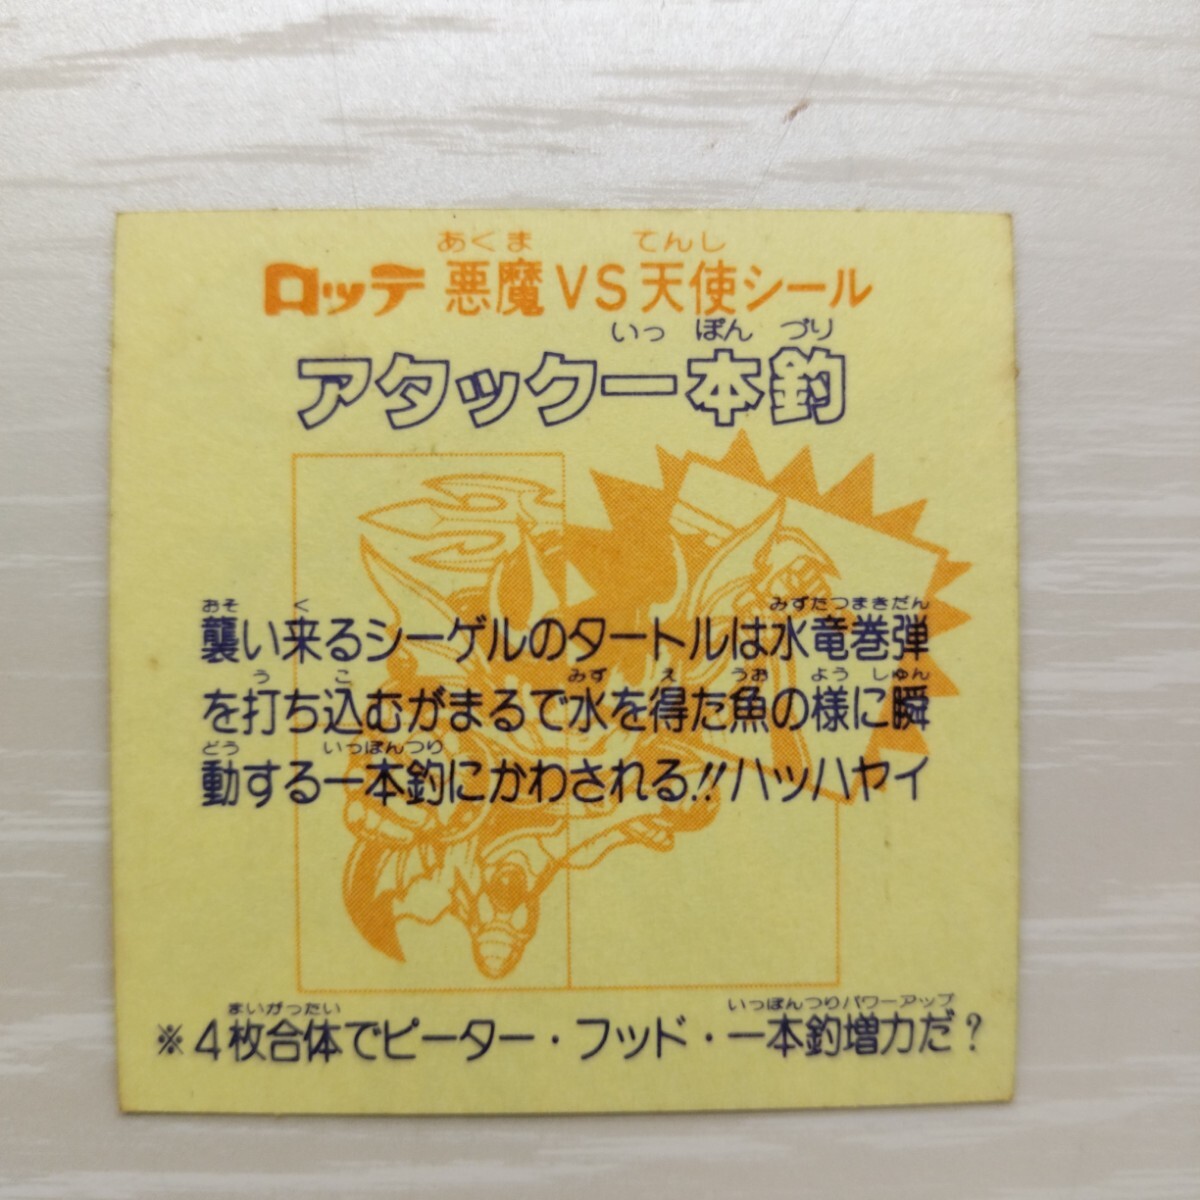 あくま てんし
ロッテ 悪魔VS天使シール
いっ ぽん づり
アタック一本釣
おそ く みずたつまきだん
襲い来るシーゲルのタートルは水竜巻弾
う こ みず え うお よう しゅん
を打ち込むがまるで水を得た魚の様に瞬
どう いっぽんつり
動する一本釣にかわされる!!ハッハヤイ
まいがったい いっぽんつりパワーアップ
※4枚合体でピーター・フッド・一本釣増力だ?